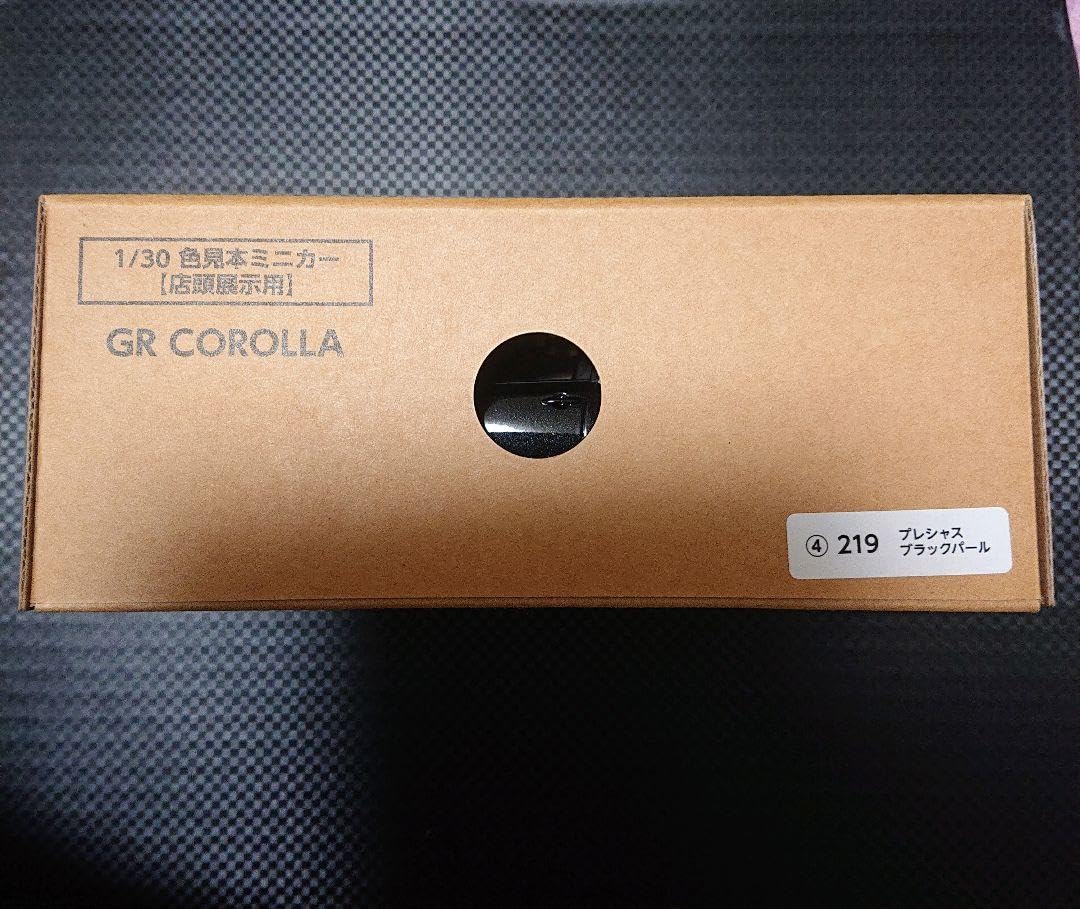 1/30 色見本ミニカー
【店頭展示用】
GR COROLLA
④ 219 プレシャス
ブラックパール